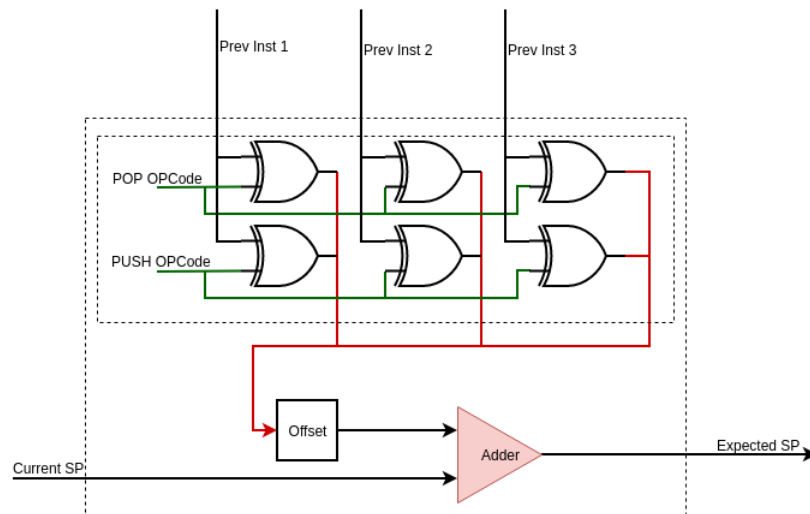 Prev Inst 1
Prev Inst 2
Prev Inst 3
POP OPCode
PUSH OPCode
Offset
Adder
Expected SP
Current SP